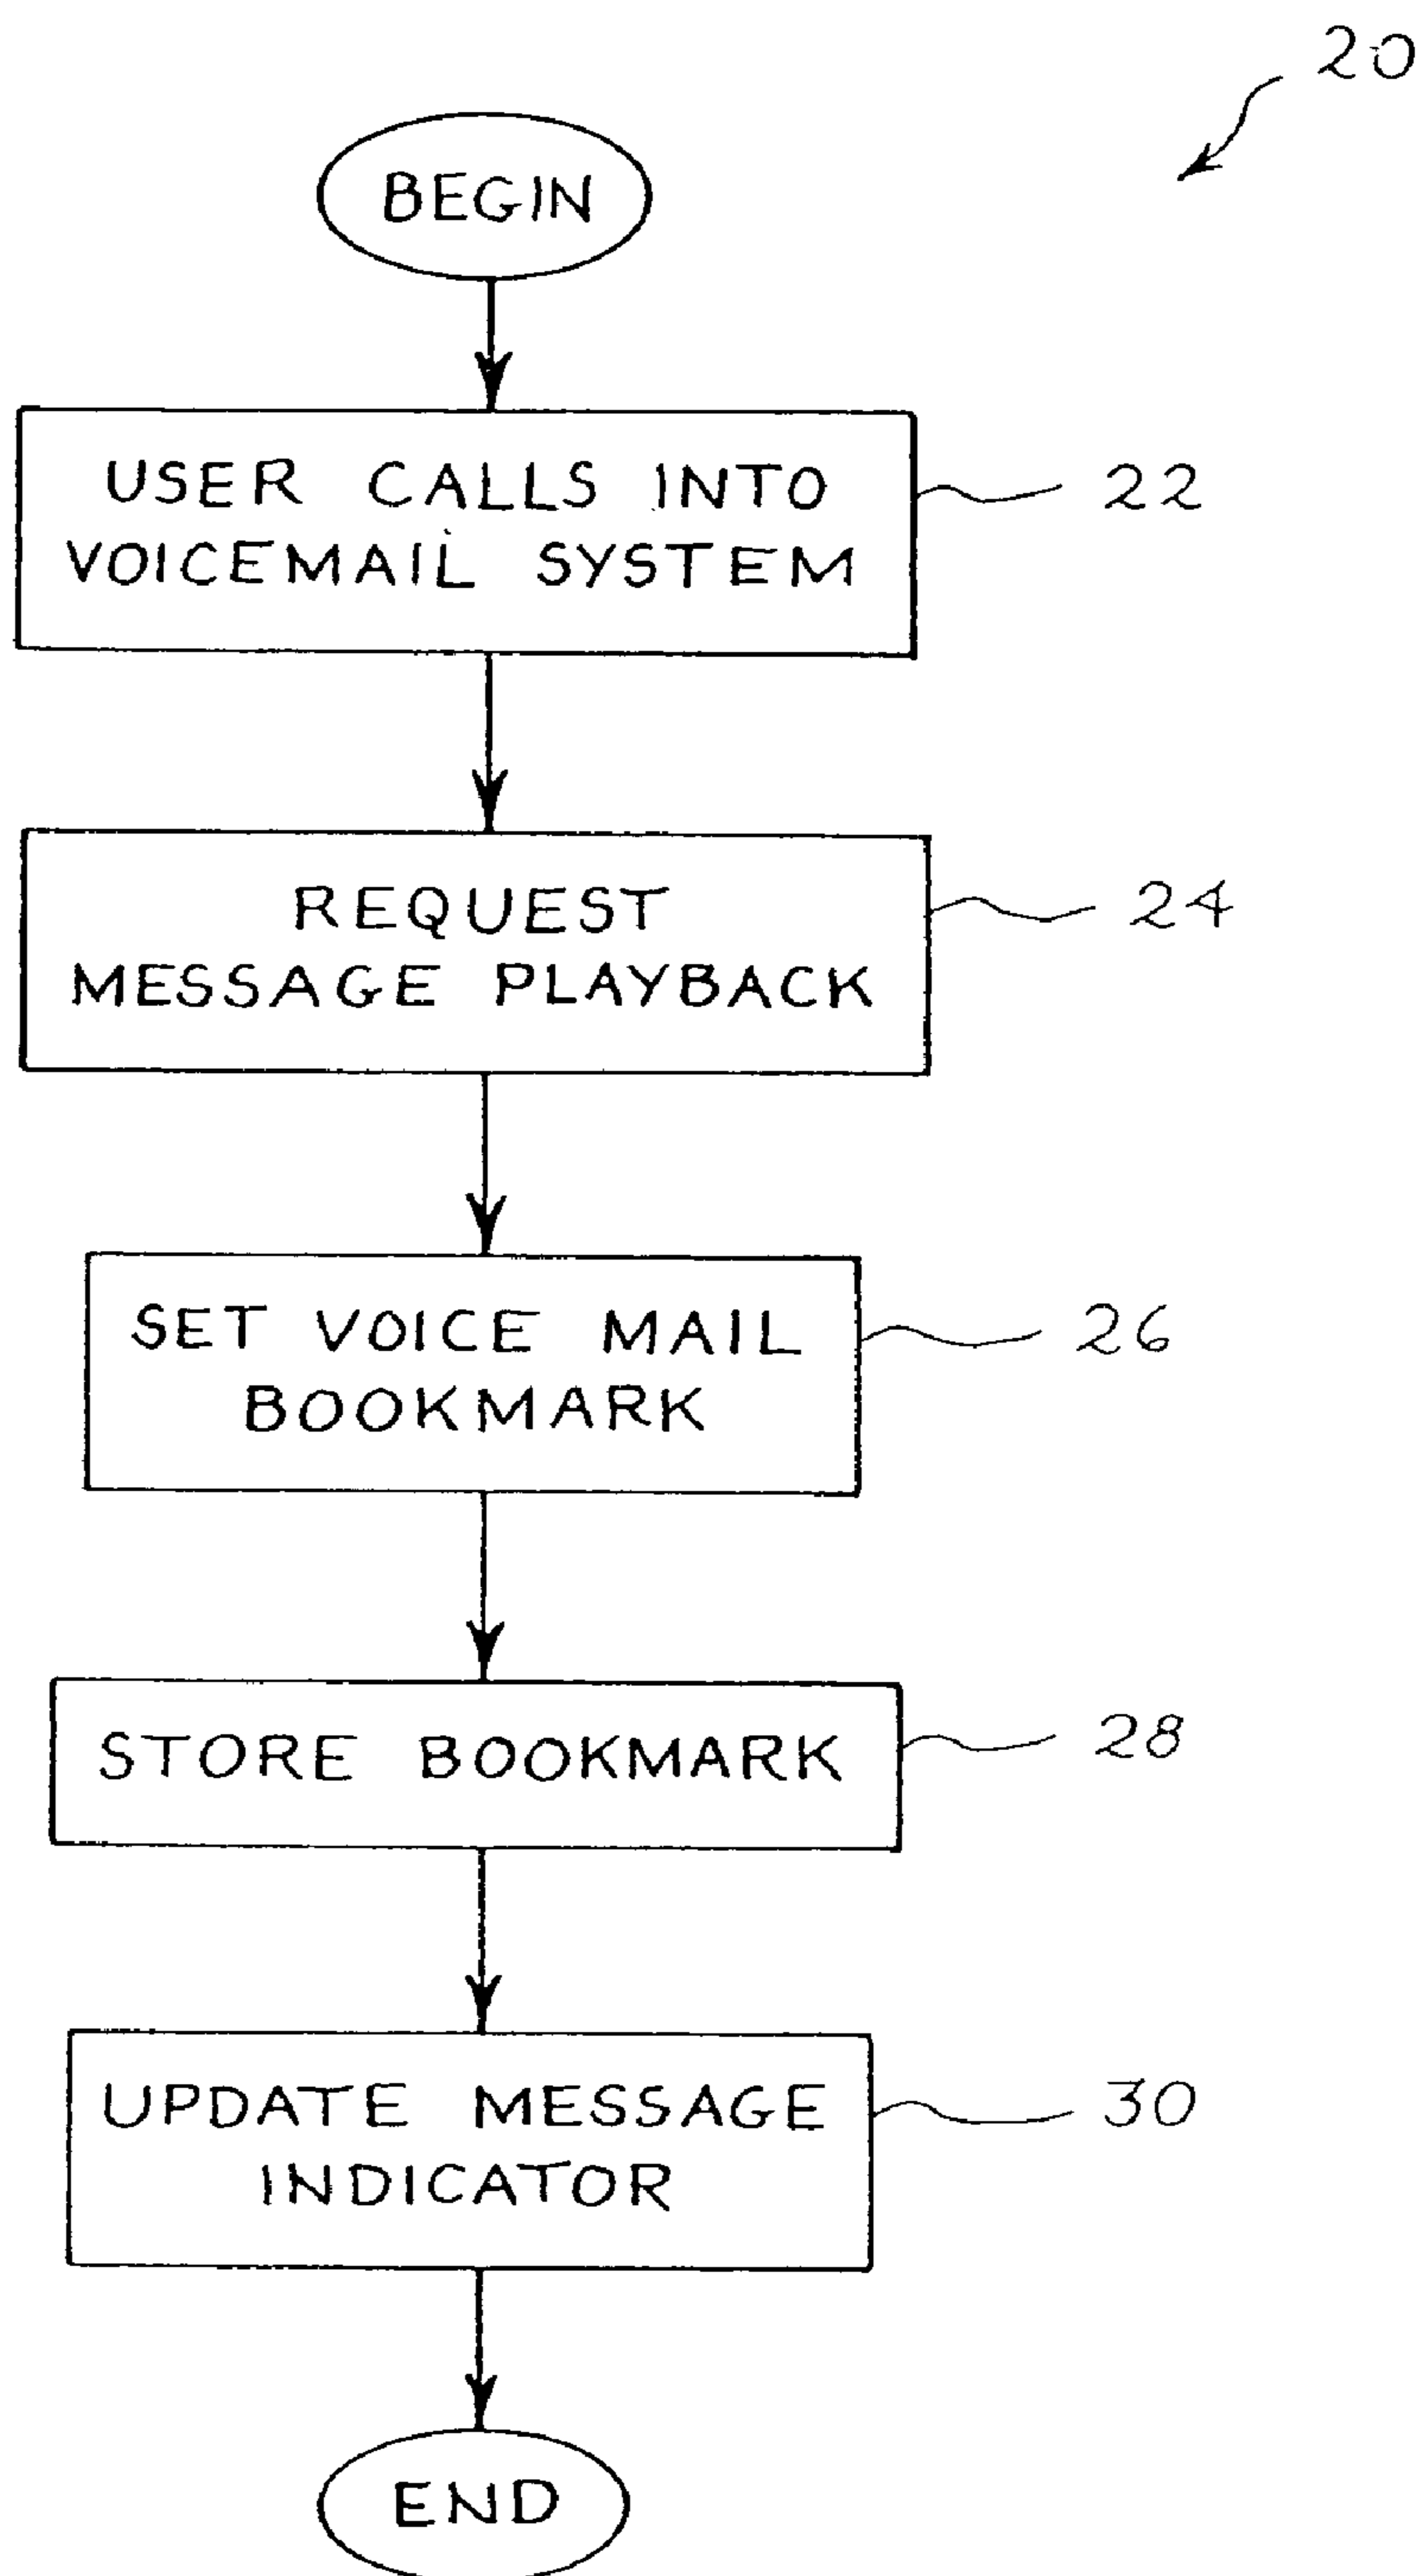 20
BEGIN
USER CALLS INTO
VOICEMAIL SYSTEM
22
REQUEST
MESSAGE PLAYBACK
24
SET VOICE MAIL
BOOKMARK
26
STORE BOOKMARK
28
UPDATE MESSAGE
INDICATOR
30
END